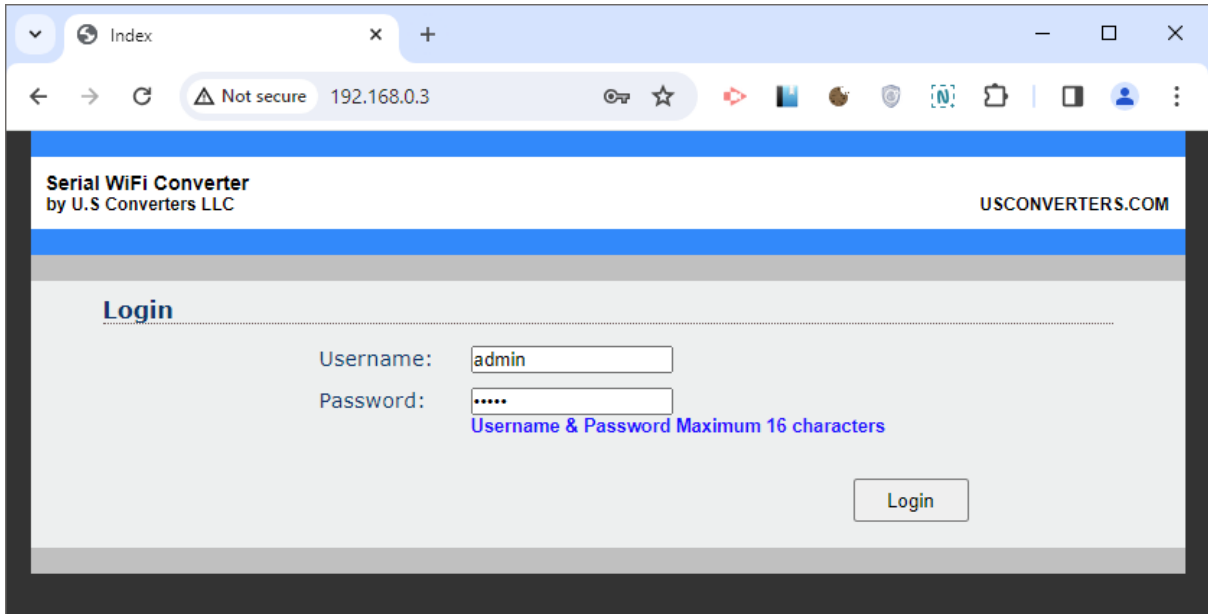 Index
Not secure 192.168.0.3
Serial WiFi Converter
by U.S Converters LLC
USCONVERTERS.COM
Login
Username: admin
Password: •••••
Username & Password Maximum 16 characters
Login